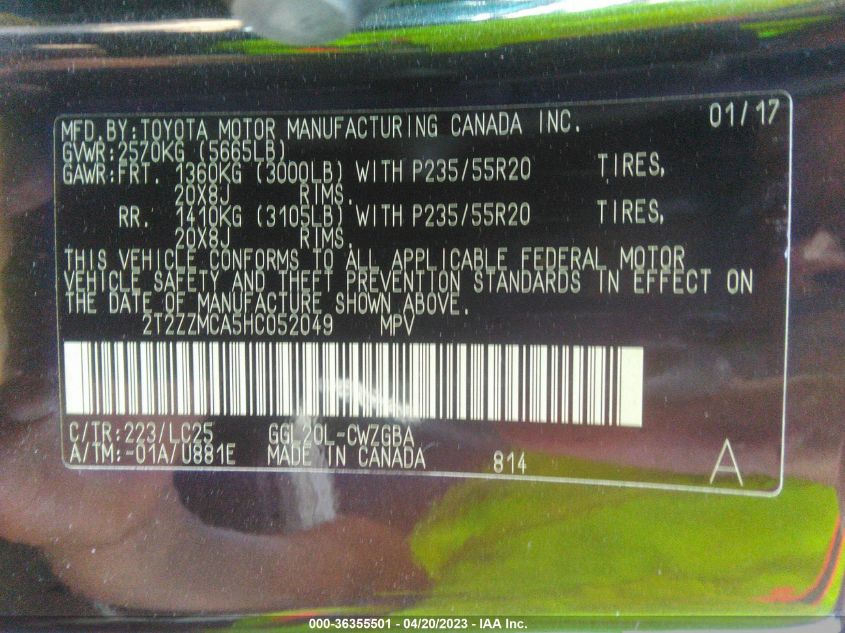 MFD.BY:TOYOTA MOTOR MANUFACTURING CANADA INC. 01/17
GVWR:2570KG (5665LB)
GAWR:FRT. 1360KG (3000LB) WITH P235/55R20 TIRES,
20X8J RIMS.
RR. 1410KG (3105LB) WITH P235/55R20 TIRES,
20X8J RIMS.
THIS VEHICLE CONFORMS TO ALL APPLICABLE FEDERAL MOTOR
VEHICLE SAFETY AND THEFT PREVENTION STANDARDS IN EFFECT ON
THE DATE OF MANUFACTURE SHOWN ABOVE.
2T2ZZMCA5HC052049 MPV
C/TR:223/LC25 GGL20L-CWZGBA
A/TM:-01A/U881E MADE IN CANADA 814 A
000-36355501 - 04/20/2023 - IAA Inc.